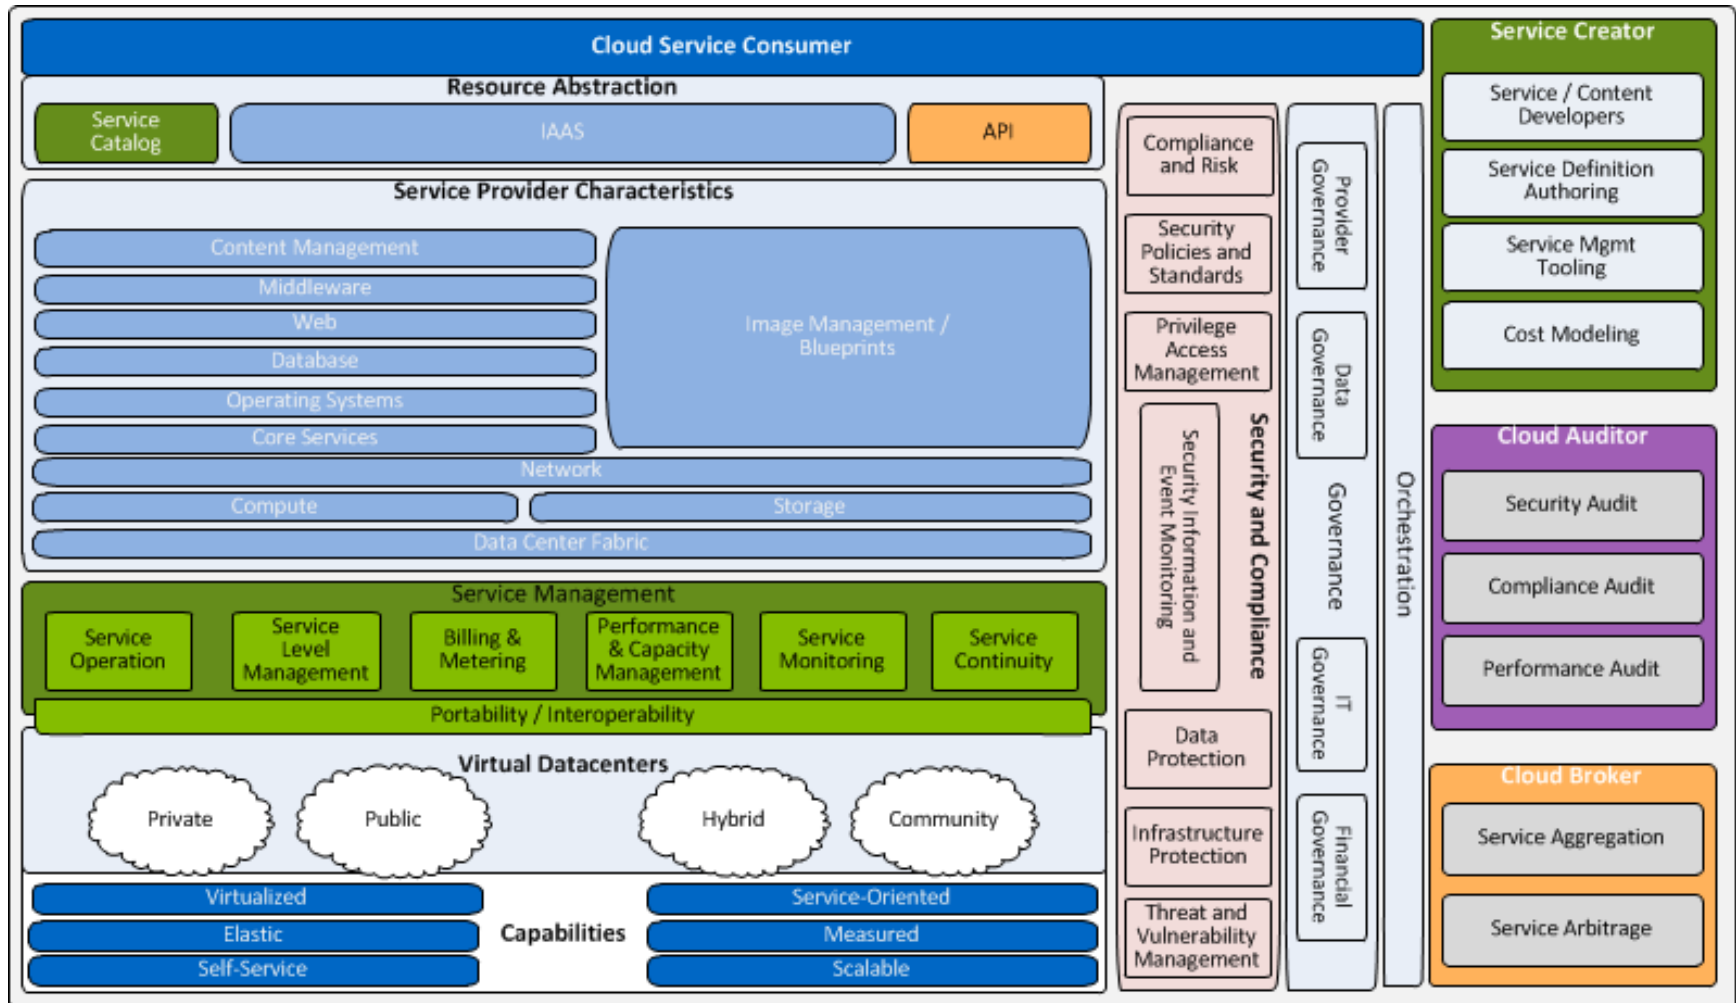 Cloud Service Consumer
Resource Abstraction
Service
Catalog
IAAS
API
Service Provider Characteristics
Content Management
Middleware
Web
Database
Operating Systems
Core Services
Image Management /
Blueprints
Network
Compute
Storage
Data Center Fabric
Service Management
Service
Operation
Service
Level
Management
Billing &
Metering
Performance
& Capacity
Management
Service
Monitoring
Service
Continuity
Portability / Interoperability
Virtual Datacenters
Private
Public
Hybrid
Community
Capabilities
Virtualized
Elastic
Self-Service
Service-Oriented
Measured
Scalable
Compliance
and Risk
Security
Policies and
Standards
Privilege
Access
Management
Security Information and
Event Monitoring
Security and Compliance
Data
Protection
Infrastructure
Protection
Threat and
Vulnerability
Management
Provider
Governance
Data
Governance
Governance
IT
Governance
Financial
Governance
Orchestration
Service Creator
Service / Content
Developers
Service Definition
Authoring
Service Mgmt
Tooling
Cost Modeling
Cloud Auditor
Security Audit
Compliance Audit
Performance Audit
Cloud Broker
Service Aggregation
Service Arbitrage